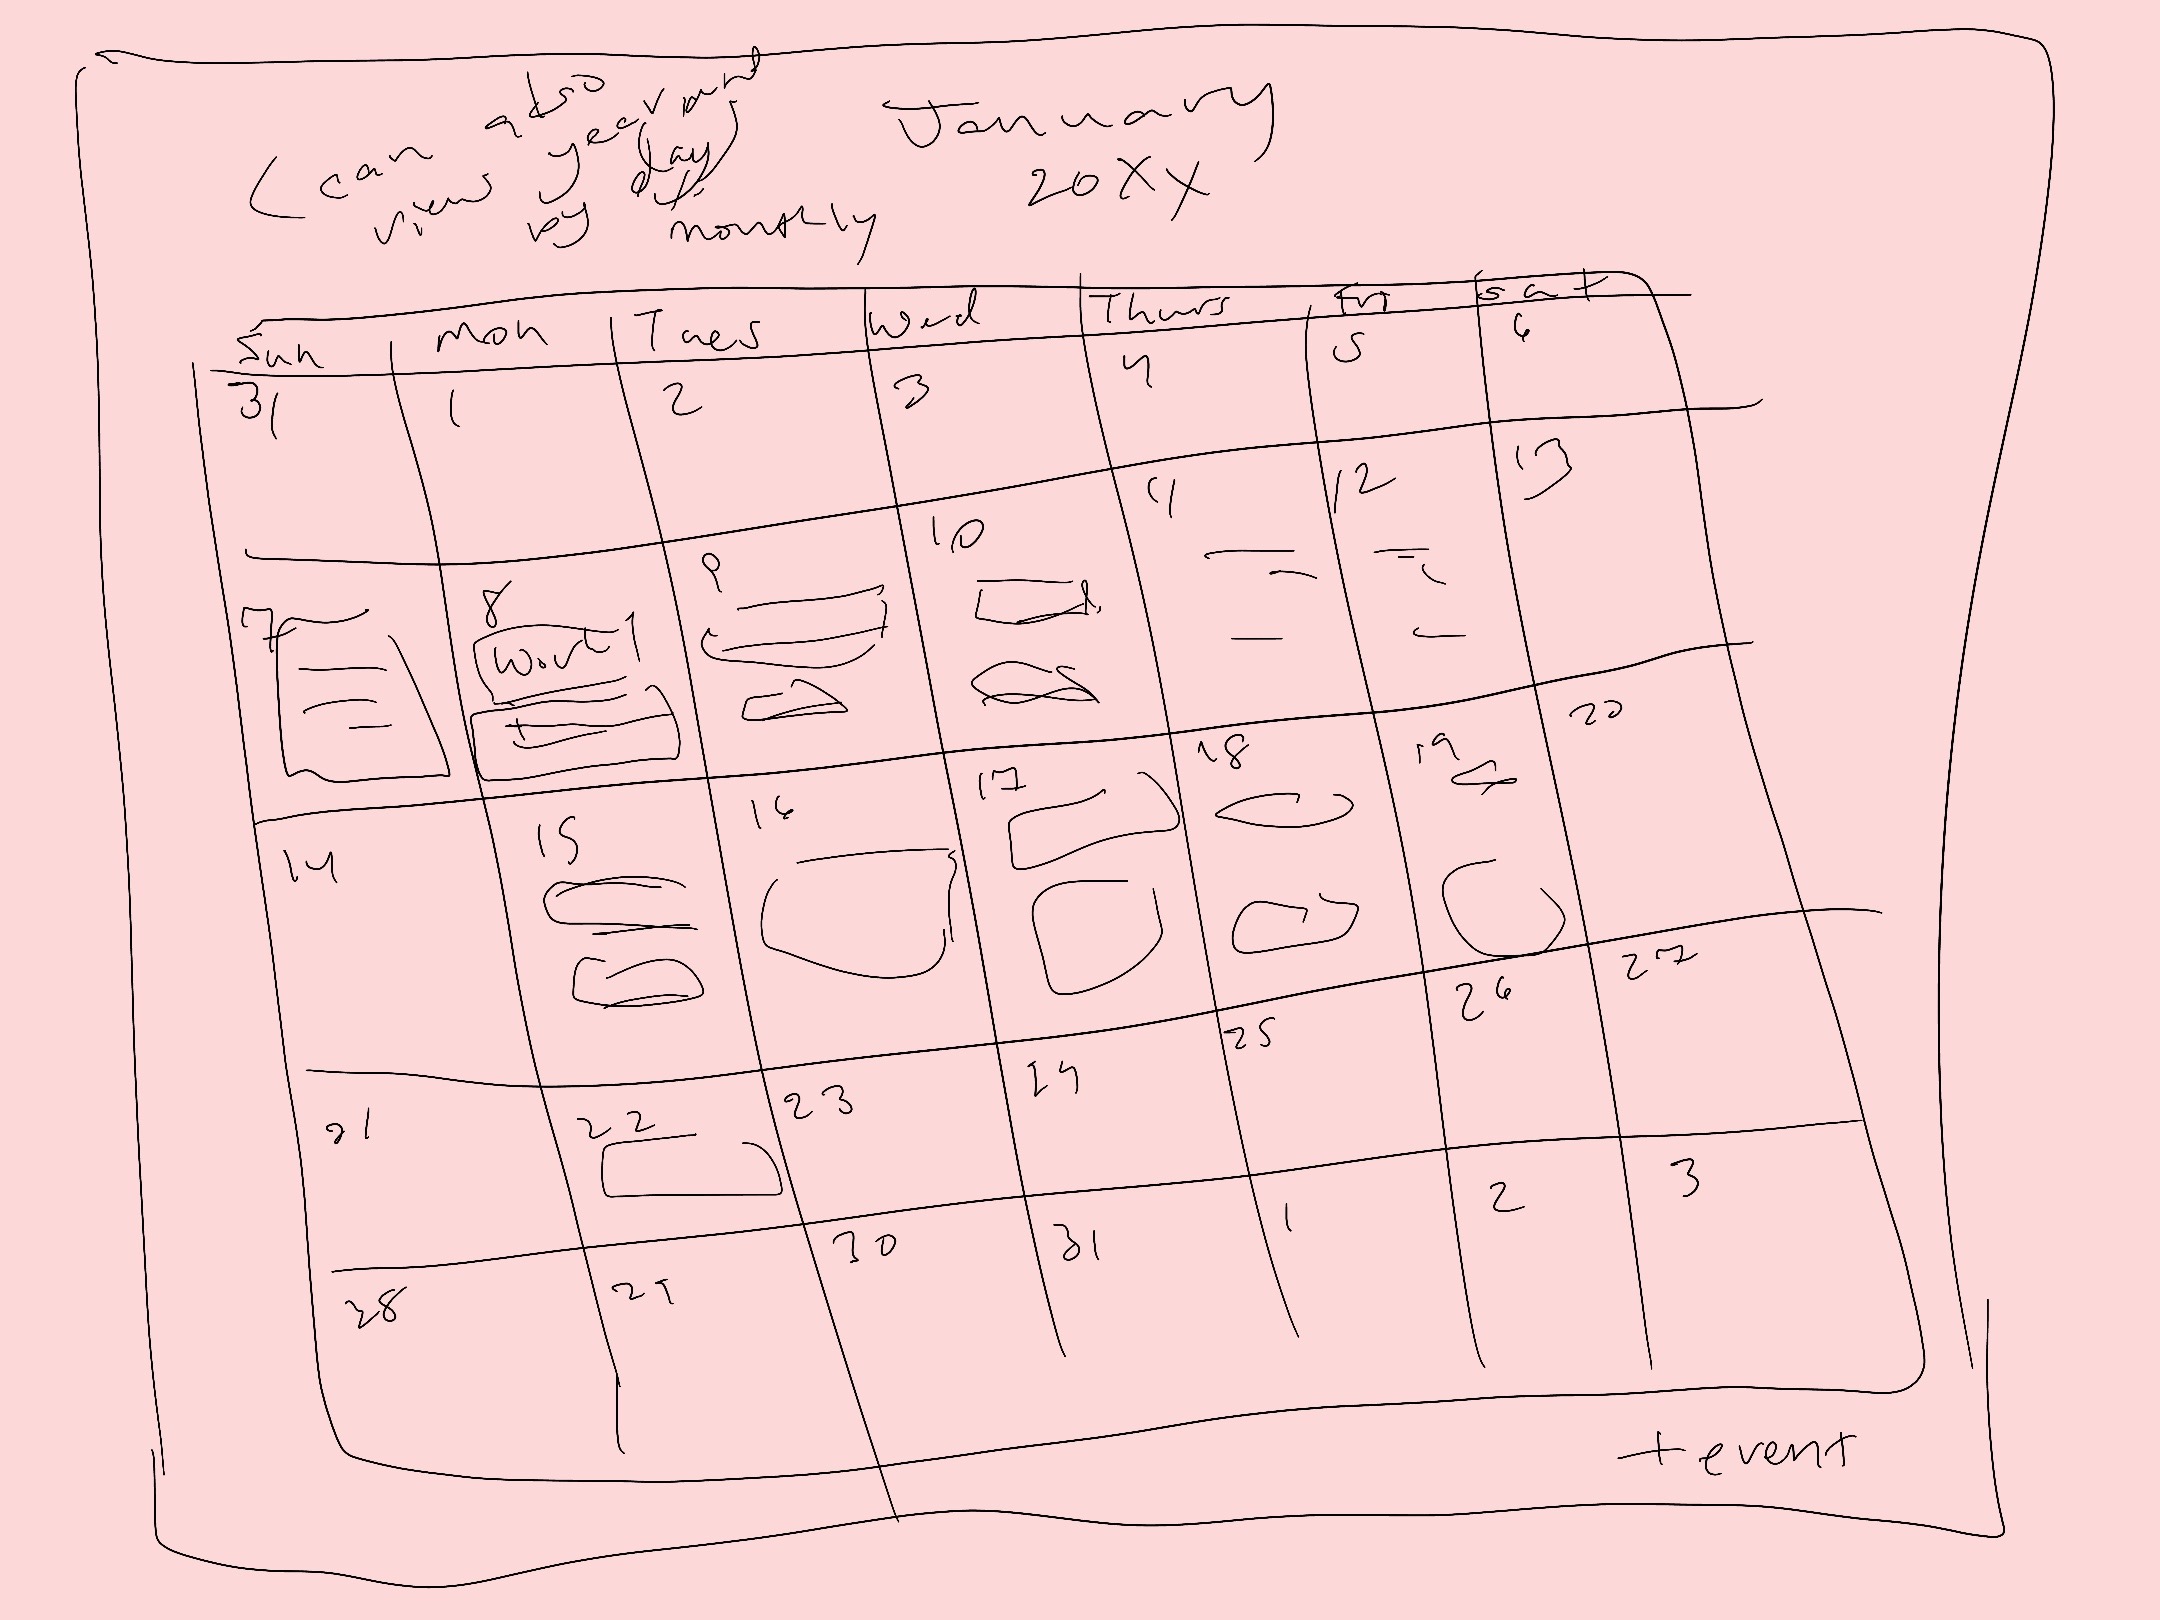 (can also
view year and
by day)
monthly
January
20XX
Sun Mon Tues Wed Thurs Fri Sat
31 1 2 3 4 5 6
7 8 9 10 11 12 13
Work
14 15 16 17 18 19 20
21 22 23 24 25 26 27
28 29 30 31 1 2 3
+ event